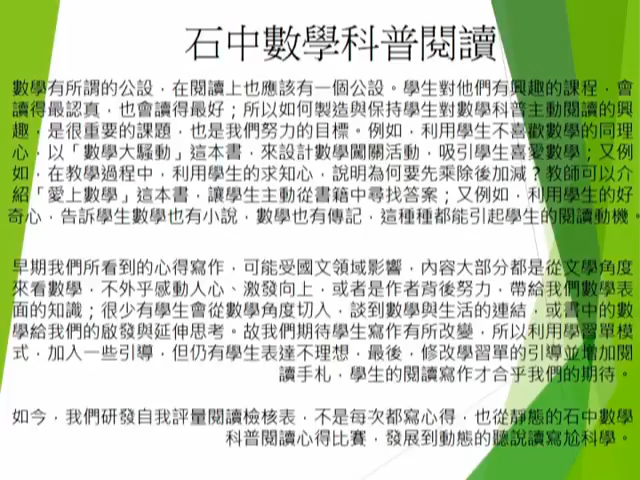 石中數學科普閱讀
數學有所謂的公設，在閱讀上也應該有一個公設。學生對他們有興趣的課程，會
讀得最認真，也會讀得最好；所以如何製造與保持學生對數學科普主動閱讀的興
趣，是很重要的課題，也是我們努力的目標。例如，利用學生不喜歡數學的同理
心，以「數學大騷動」這本書，來設計數學闖關活動，吸引學生喜愛數學；又例
如，在教學過程中，利用學生的求知心，說明為何要先乘除後加減？教師可以介
紹「愛上數學」這本書，讓學生主動從書籍中尋找答案；又例如，利用學生的好
奇心，告訴學生數學也有小說，數學也有傳記，這種種都能引起學生的閱讀動機。
早期我們所看到的心得寫作，可能受國文領域影響，內容大部分都是從文學角度
來看數學，不外乎感動人心、激發向上，或者是作者背後努力，帶給我們數學表
面的知識；很少有學生會從數學角度切入，談到數學與生活的連結，或書中的數
學給我們的啟發與延伸思考。故我們期待學生寫作有所改變，所以利用學習單模
式，加入一些引導，但仍有學生表達不理想，最後，修改學習單的引導並增加閱
讀手札，學生的閱讀寫作才合乎我們的期待。
如今，我們研發自我評量閱讀檢核表，不是每次都寫心得，也從靜態的石中數學
科普閱讀心得比賽，發展到動態的聽說讀寫尬科學。